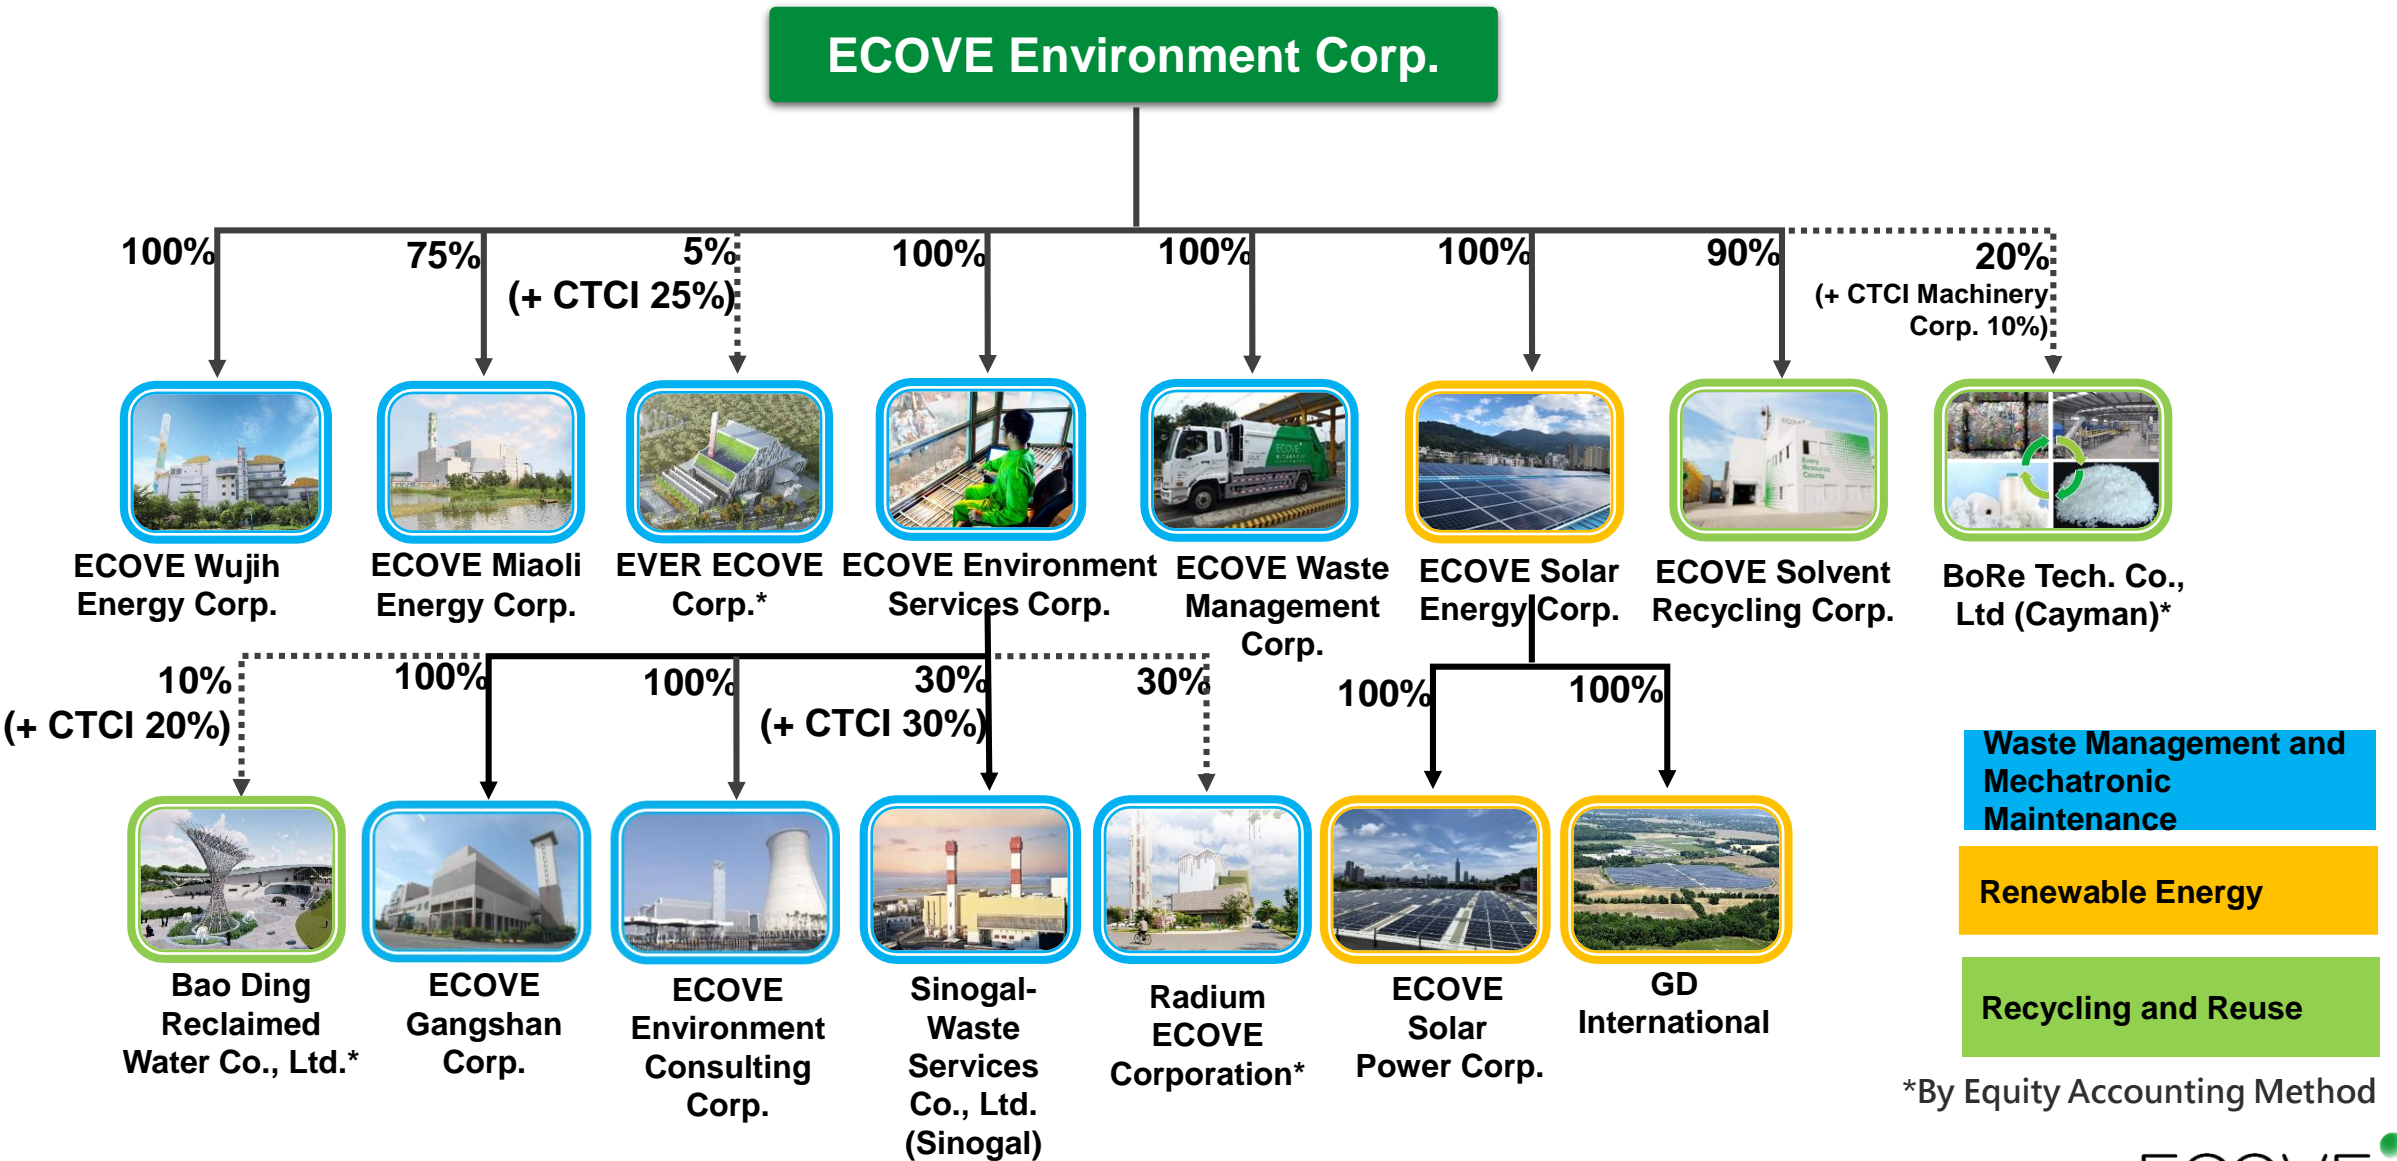 ECOVE Environment Corp.
100%
75%
5%
(+ CTCI 25%)
100%
100%
100%
90%
20%
(+ CTCI Machinery
Corp. 10%)
ECOVE Wujih
Energy Corp.
ECOVE Miaoli
Energy Corp.
EVER ECOVE
Corp.*
ECOVE Environment
Services Corp.
ECOVE Waste
Management
Corp.
ECOVE Solar
Energy Corp.
Every
Resource
Counts
ECOVE Solvent
Recycling Corp.
BoRe Tech. Co.,
Ltd (Cayman)*
10%
(+ CTCI 20%)
100%
100%
30%
(+ CTCI 30%)
30%
100%
100%
Bao Ding
Reclaimed
Water Co., Ltd.*
ECOVE
Gangshan
Corp.
ECOVE
Environment
Consulting
Corp.
Sinogal-
Waste
Services
Co., Ltd.
(Sinogal)
Radium
ECOVE
Corporation*
ECOVE
Solar
Power Corp.
GD
International
Waste Management and
Mechatronic
Maintenance
Renewable Energy
Recycling and Reuse
*By Equity Accounting Method
ECOVE